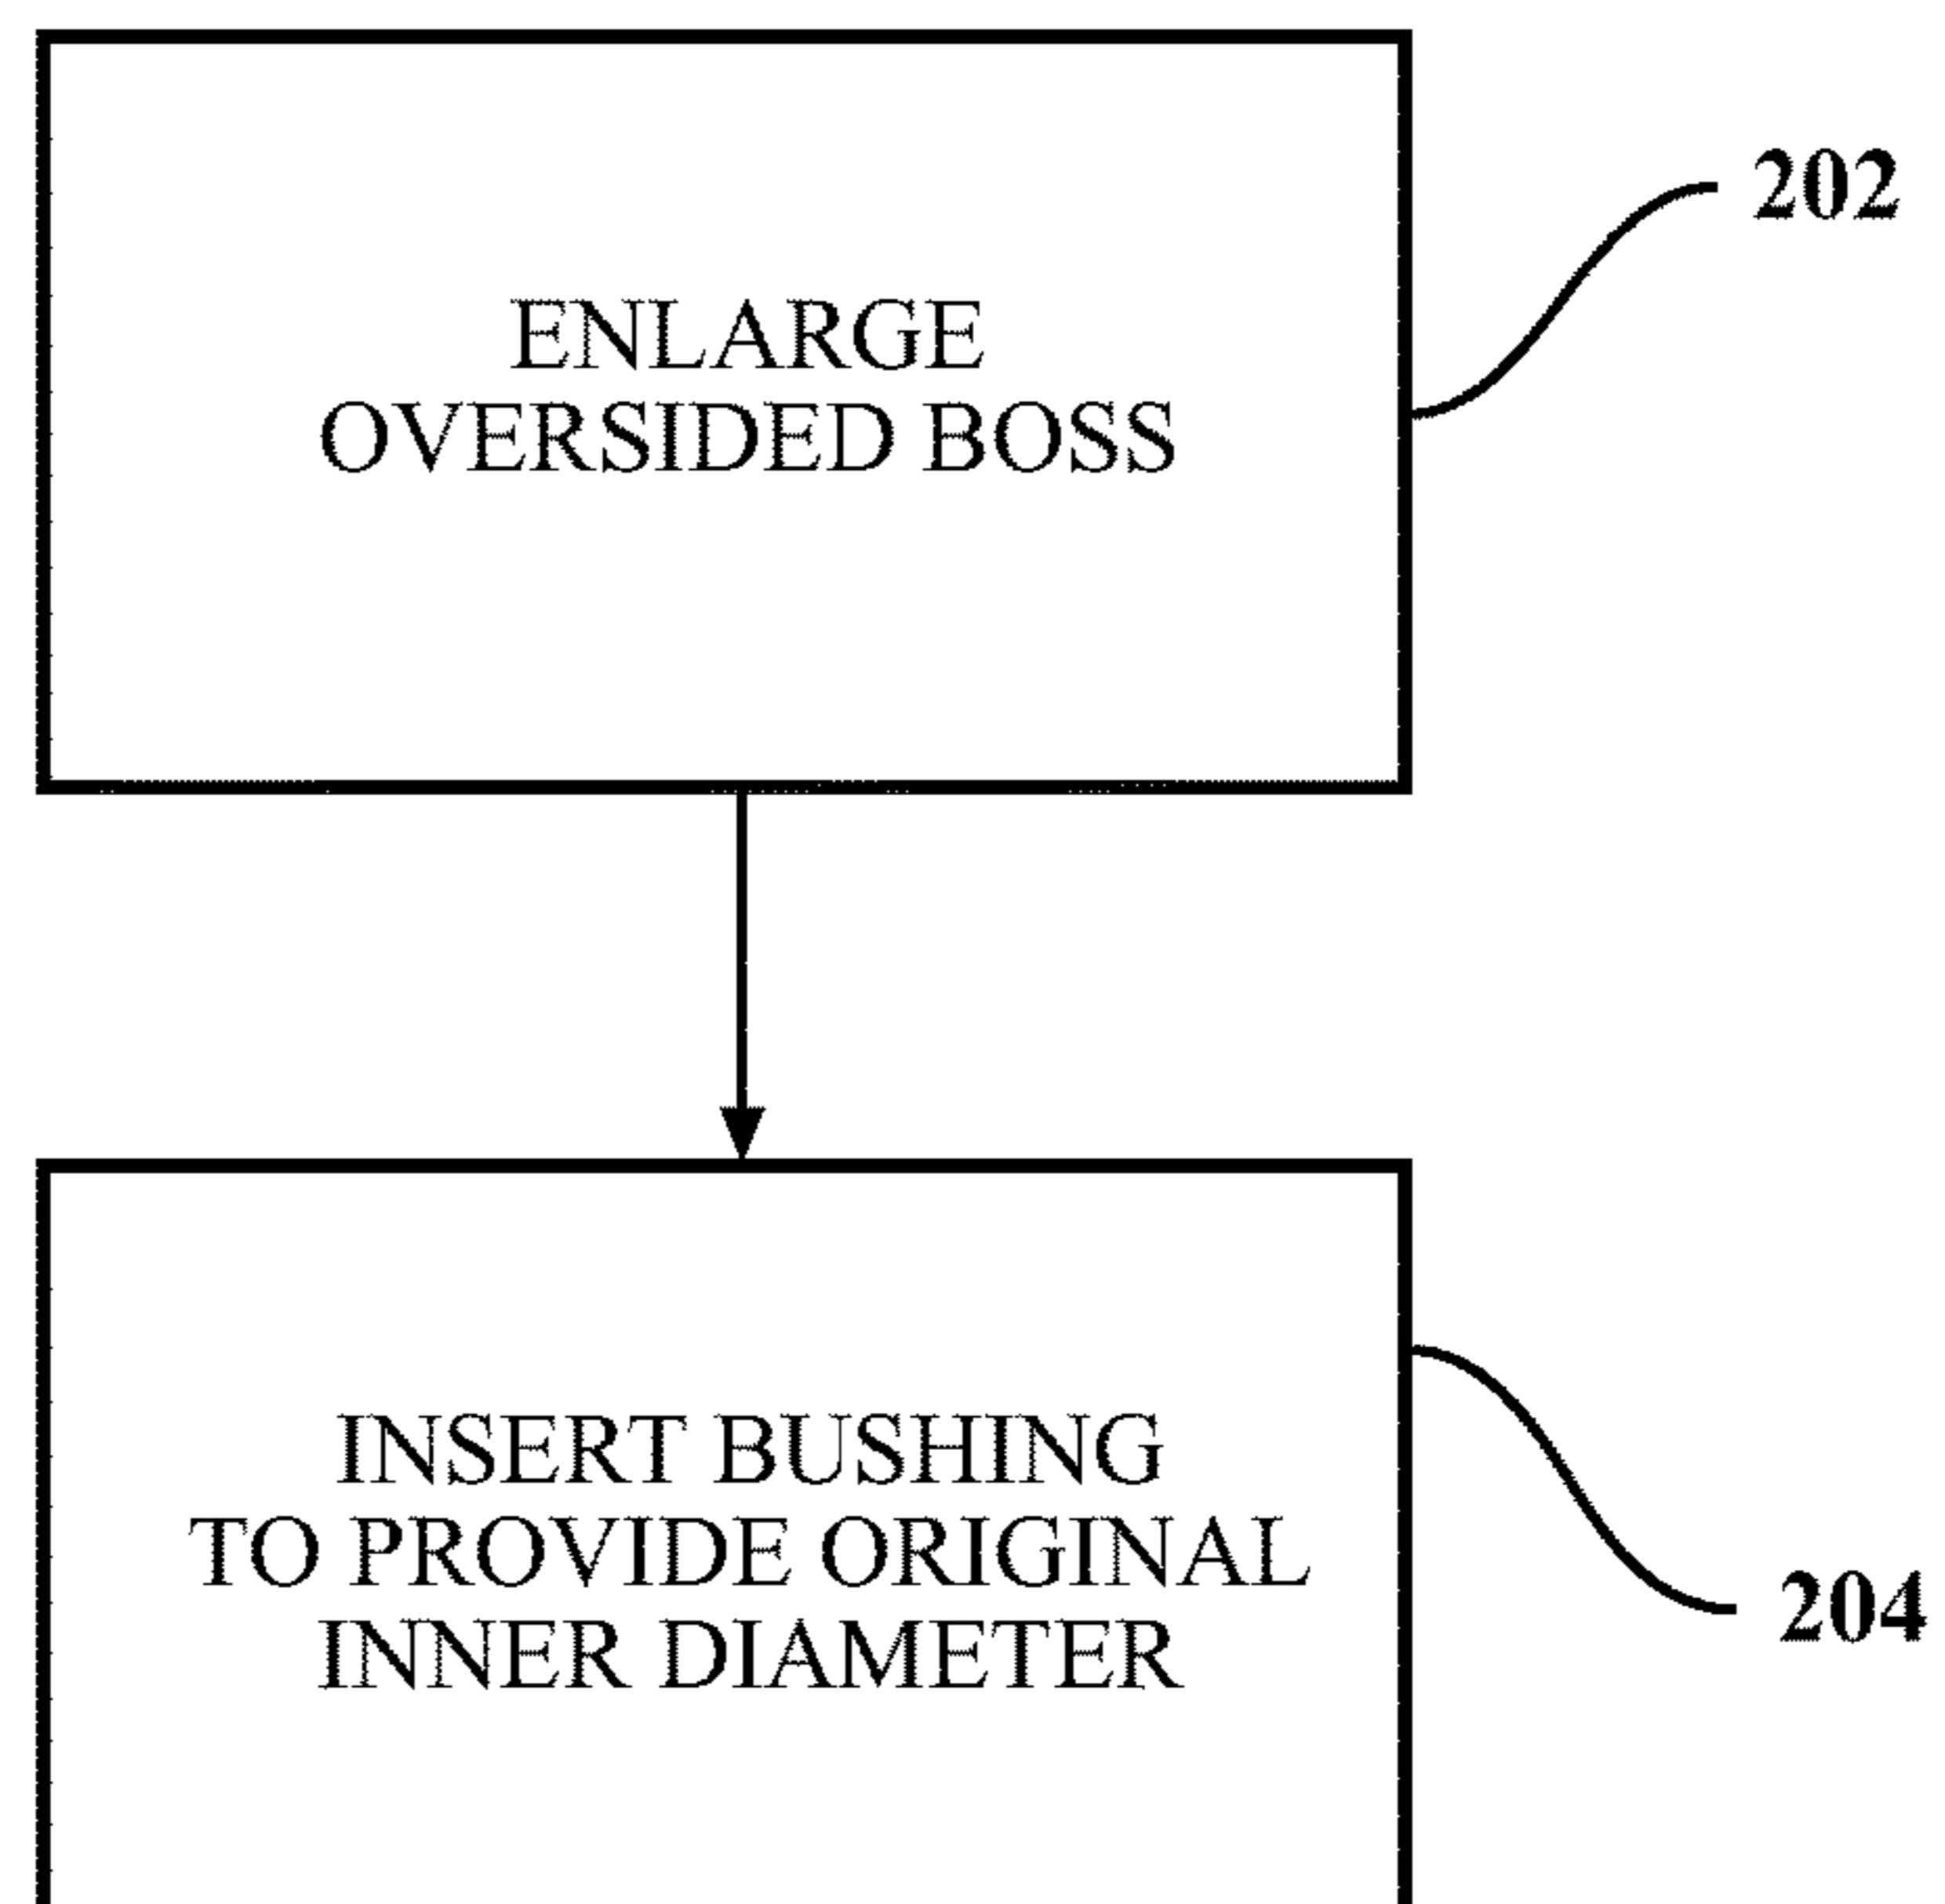 ENLARGE
OVERSIDED BOSS
202
INSERT BUSHING
TO PROVIDE ORIGINAL
INNER DIAMETER
204